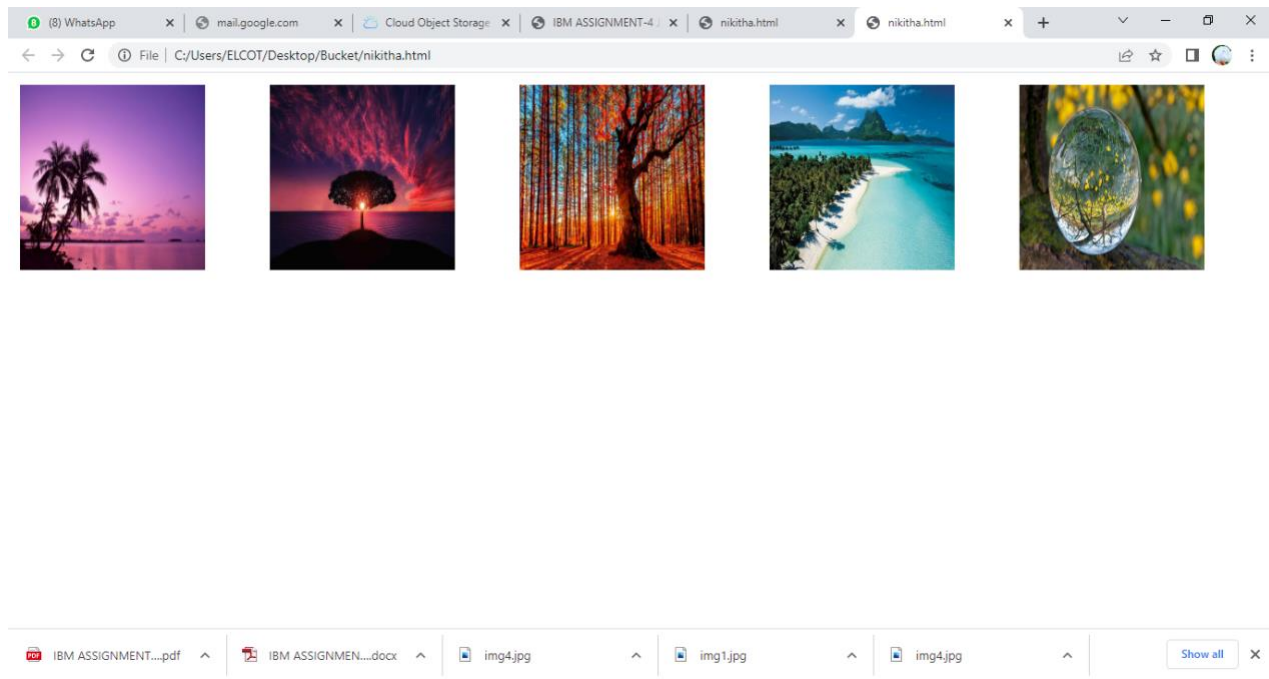 (8) WhatsApp mail.google.com Cloud Object Storage IBM ASSIGNMENT-4 nikitha.html nikitha.html
File C:/Users/ELCOT/Desktop/Bucket/nikitha.html
IBM ASSIGNMENT....pdf IBM ASSIGNMEN....docx img4.jpg img1.jpg img4.jpg Show all